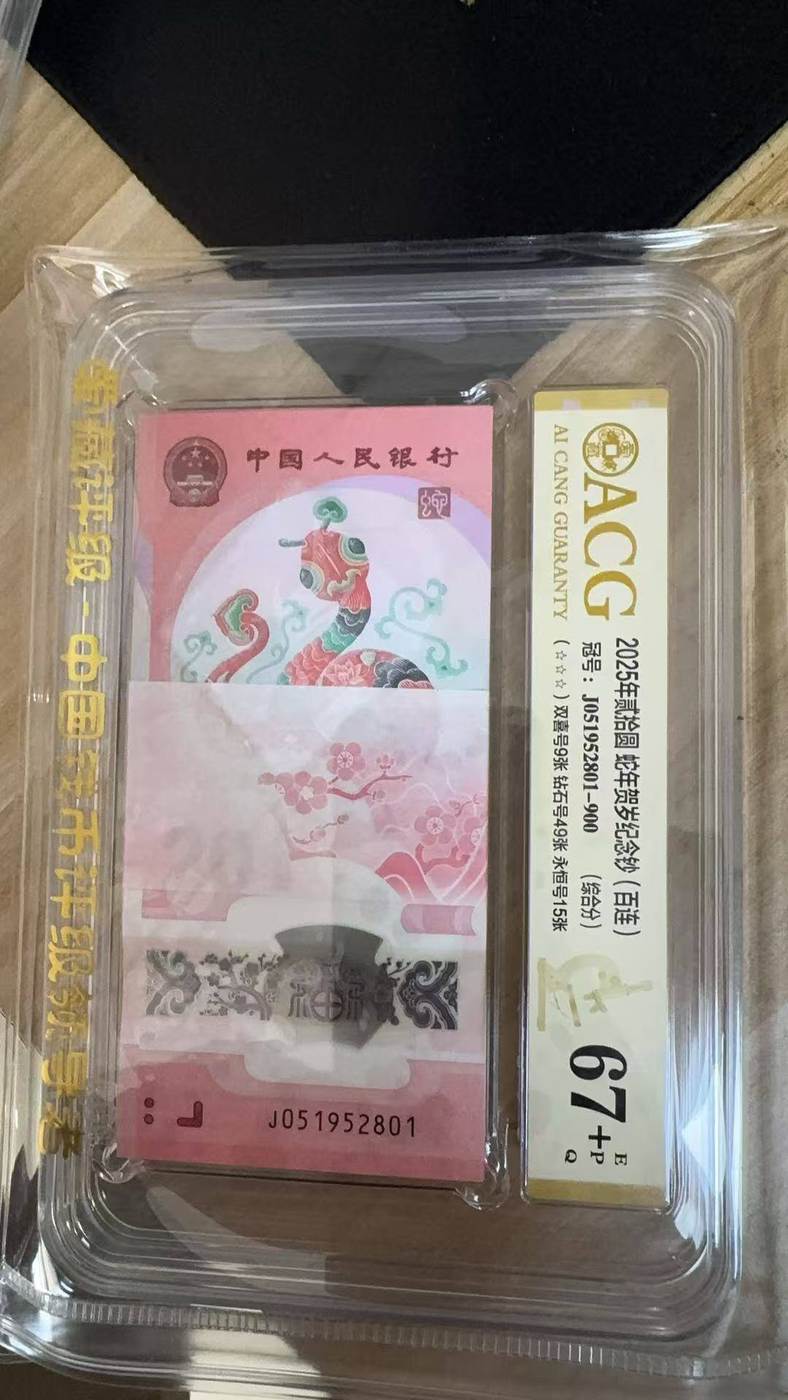 中国人民银行
蛇
J051952801
ACG
AI CANG GUARANTY
2025年贰拾圆 蛇年贺岁纪念钞（百连）
冠号：J051952801-900 （综合分）
（☆☆☆）双喜号9张 钻石号49张 永恒号15张
67+
E
P
Q
爱藏评级-中国钱币评级领导者